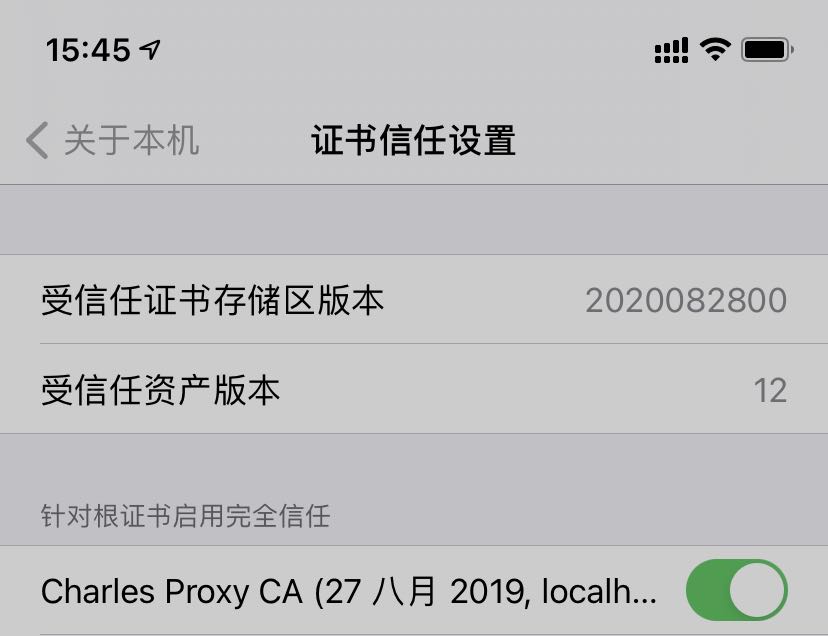 15:45
关于本机
证书信任设置
受信任证书存储区版本 2020082800
受信任资产版本 12
针对根证书启用完全信任
Charles Proxy CA (27 八月 2019, localh...